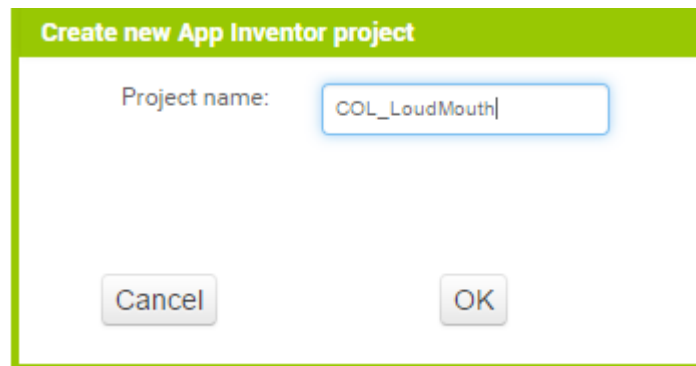 Create new App Inventor project
Project name:
COL_LoudMouth
Cancel
OK